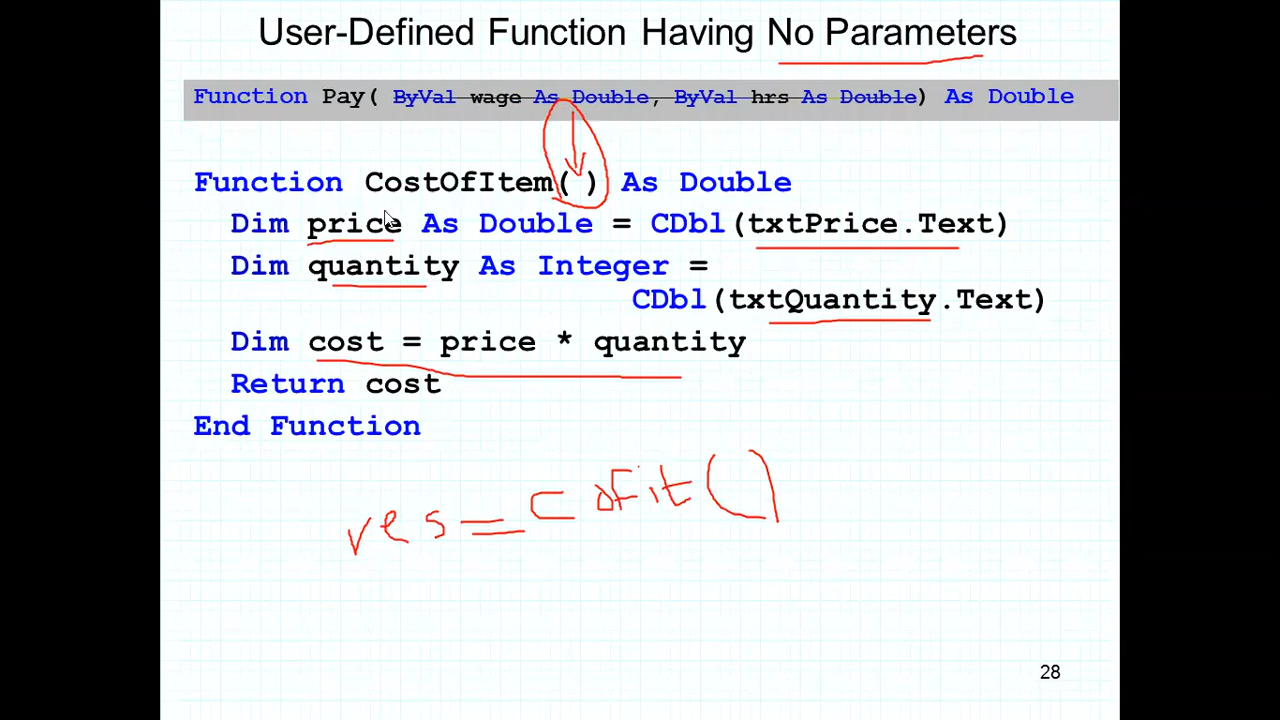 User-Defined Function Having No Parameters
Function Pay( ByVal wage As Double, ByVal hrs As Double) As Double
Function CostOfItem( ) As Double
Dim price As Double = CDbl(txtPrice.Text)
Dim quantity As Integer =
CDbl(txtQuantity.Text)
Dim cost = price * quantity
Return cost
End Function
res = C ofit()
28